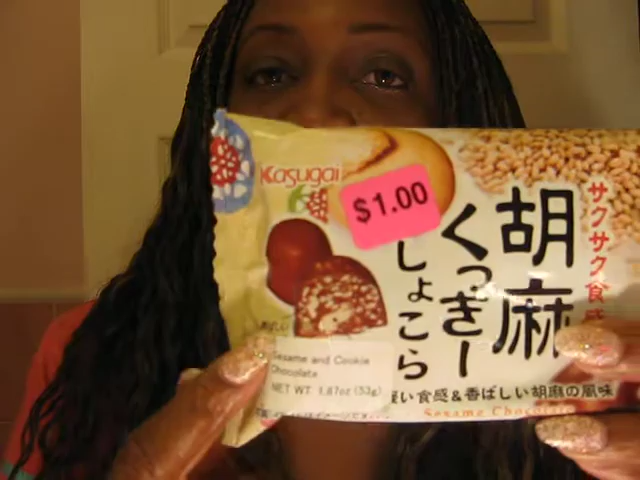 Kasugai
$1.00
サクサク食感
胡麻
くっきー
しょこら
Sesame and Cookie
Chocolate
NET WT. 1.87oz (53g)
い食感&香ばしい胡麻の風味
Sesame Chocolate